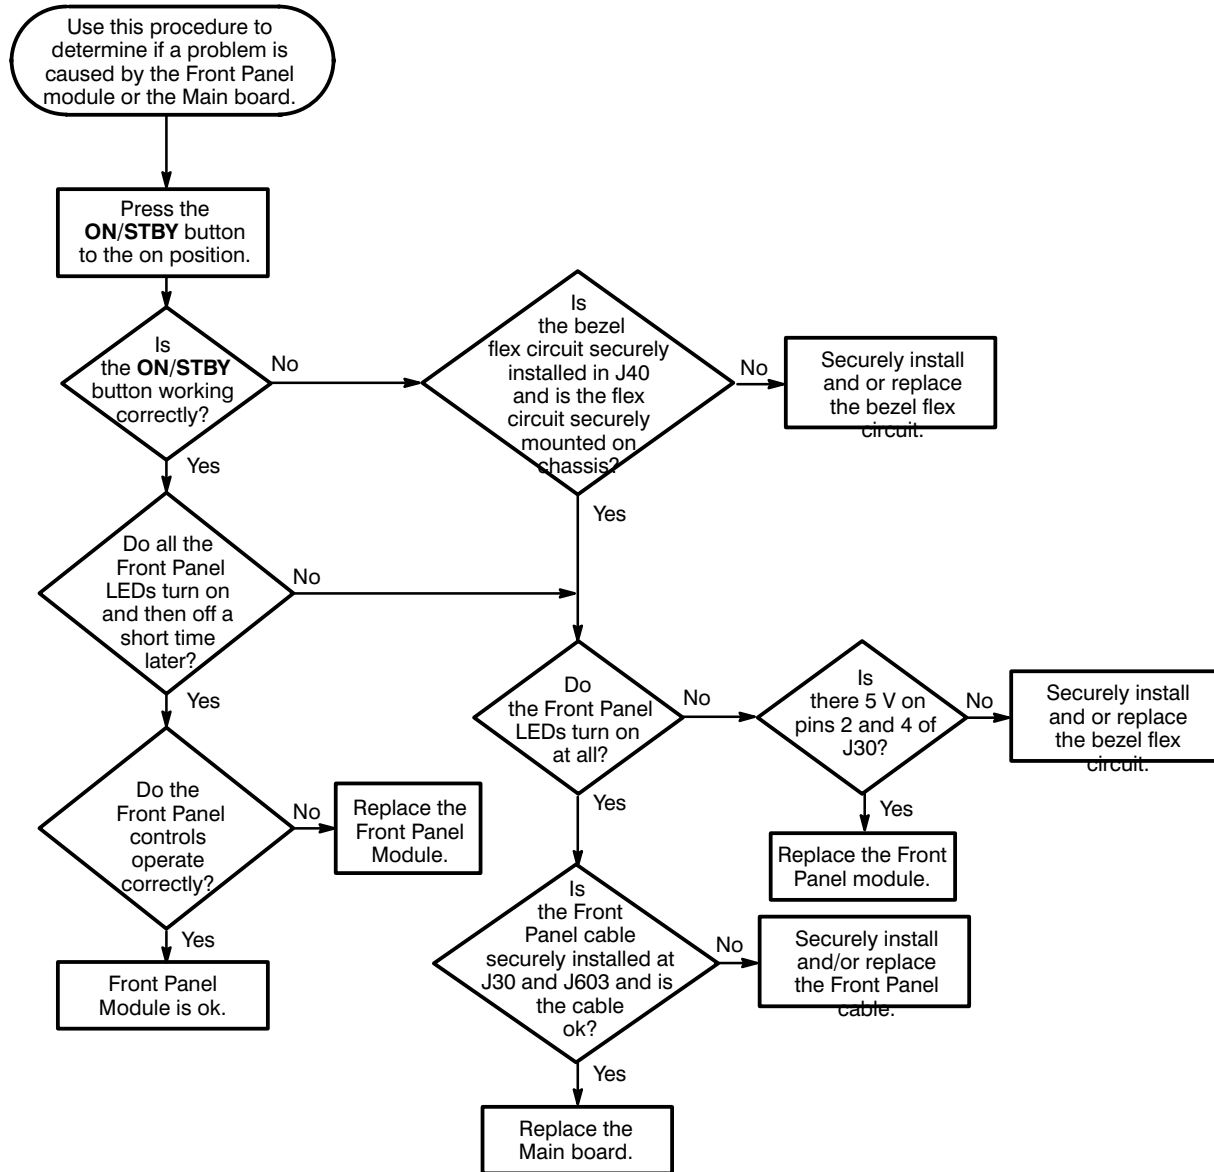 Use this procedure to
determine if a problem is
caused by the Front Panel
module or the Main board.
Press the
ON/STBY button
to the on position.
Is
the ON/STBY
button working
correctly?
No
Yes
Is
the bezel
flex circuit securely
installed in J40
and is the flex
circuit securely
mounted on
chassis?
No
Yes
Securely install
and or replace
the bezel flex
circuit.
Do all the
Front Panel
LEDs turn on
and then off a
short time
later?
No
Yes
Do
the Front Panel
LEDs turn on
at all?
No
Yes
Is
there 5 V on
pins 2 and 4 of
J30?
No
Yes
Securely install
and or replace
the bezel flex
circuit.
Do the
Front Panel
controls
operate
correctly?
No
Yes
Replace the
Front Panel
Module.
Replace the Front
Panel module.
Is
the Front
Panel cable
securely installed at
J30 and J603 and is
the cable
ok?
No
Yes
Securely install
and/or replace
the Front Panel
cable.
Front Panel
Module is ok.
Replace the
Main board.